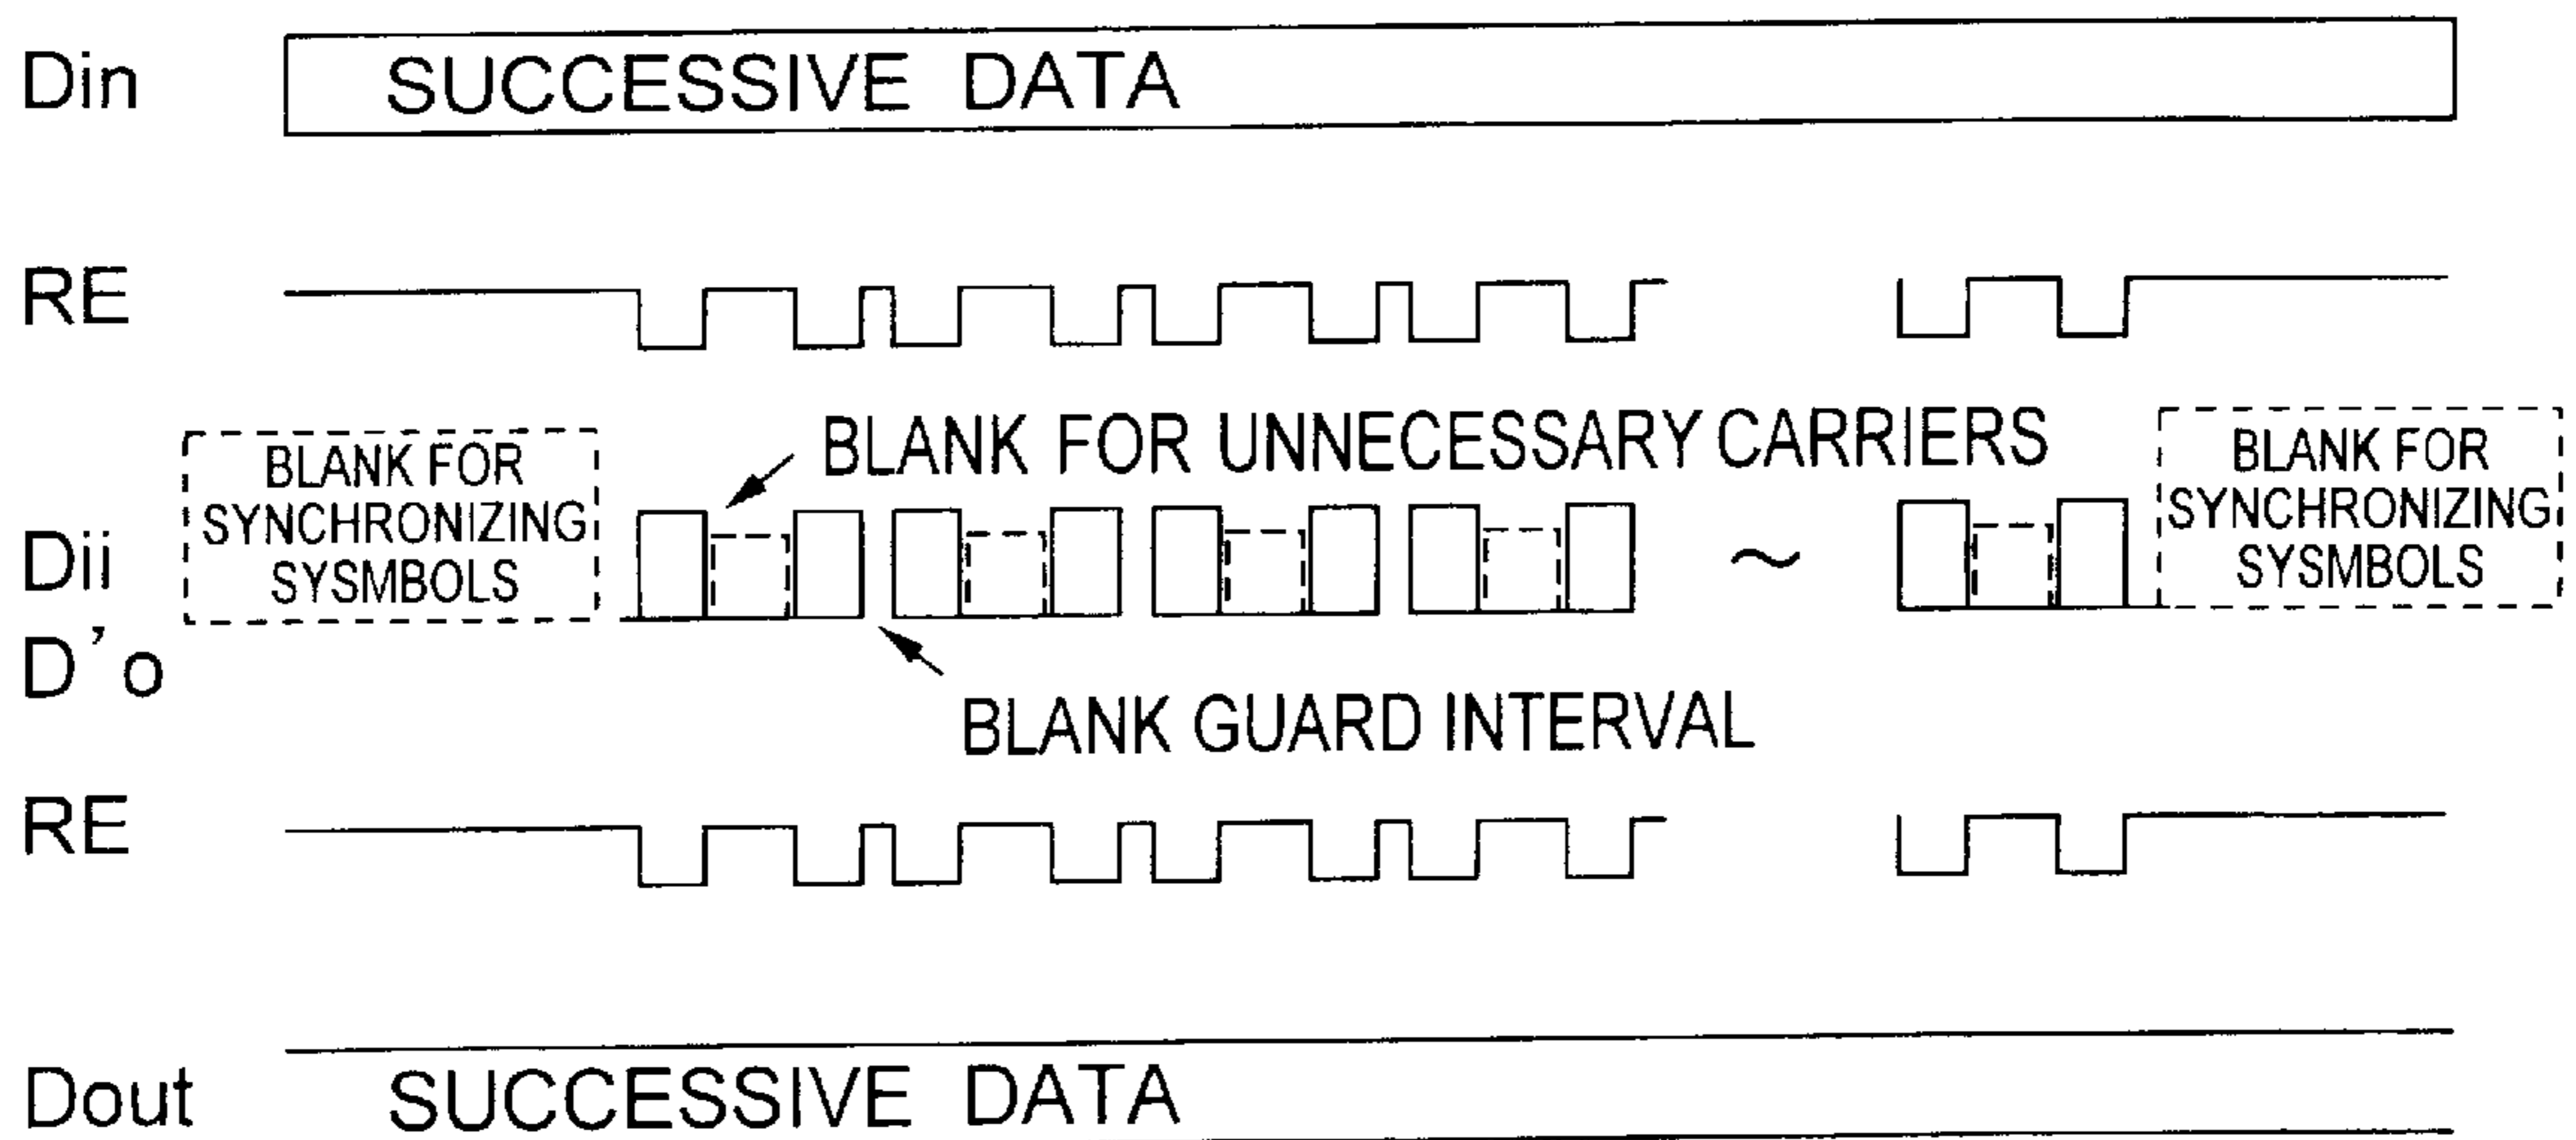 Din SUCCESSIVE DATA
RE
BLANK FOR UNNECESSARY CARRIERS
BLANK FOR
SYNCHRONIZING
SYSMBOLS
BLANK FOR
SYNCHRONIZING
SYSMBOLS
Dii
~
D'o
BLANK GUARD INTERVAL
RE
Dout SUCCESSIVE DATA